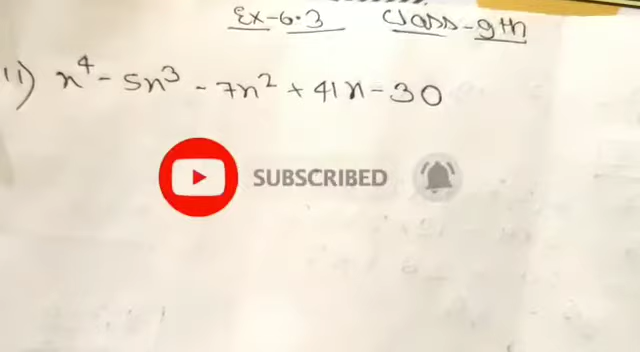 Ex-6.3 Class-9th
11) x⁴ - 5x³ - 7x² + 41x - 30
SUBSCRIBED